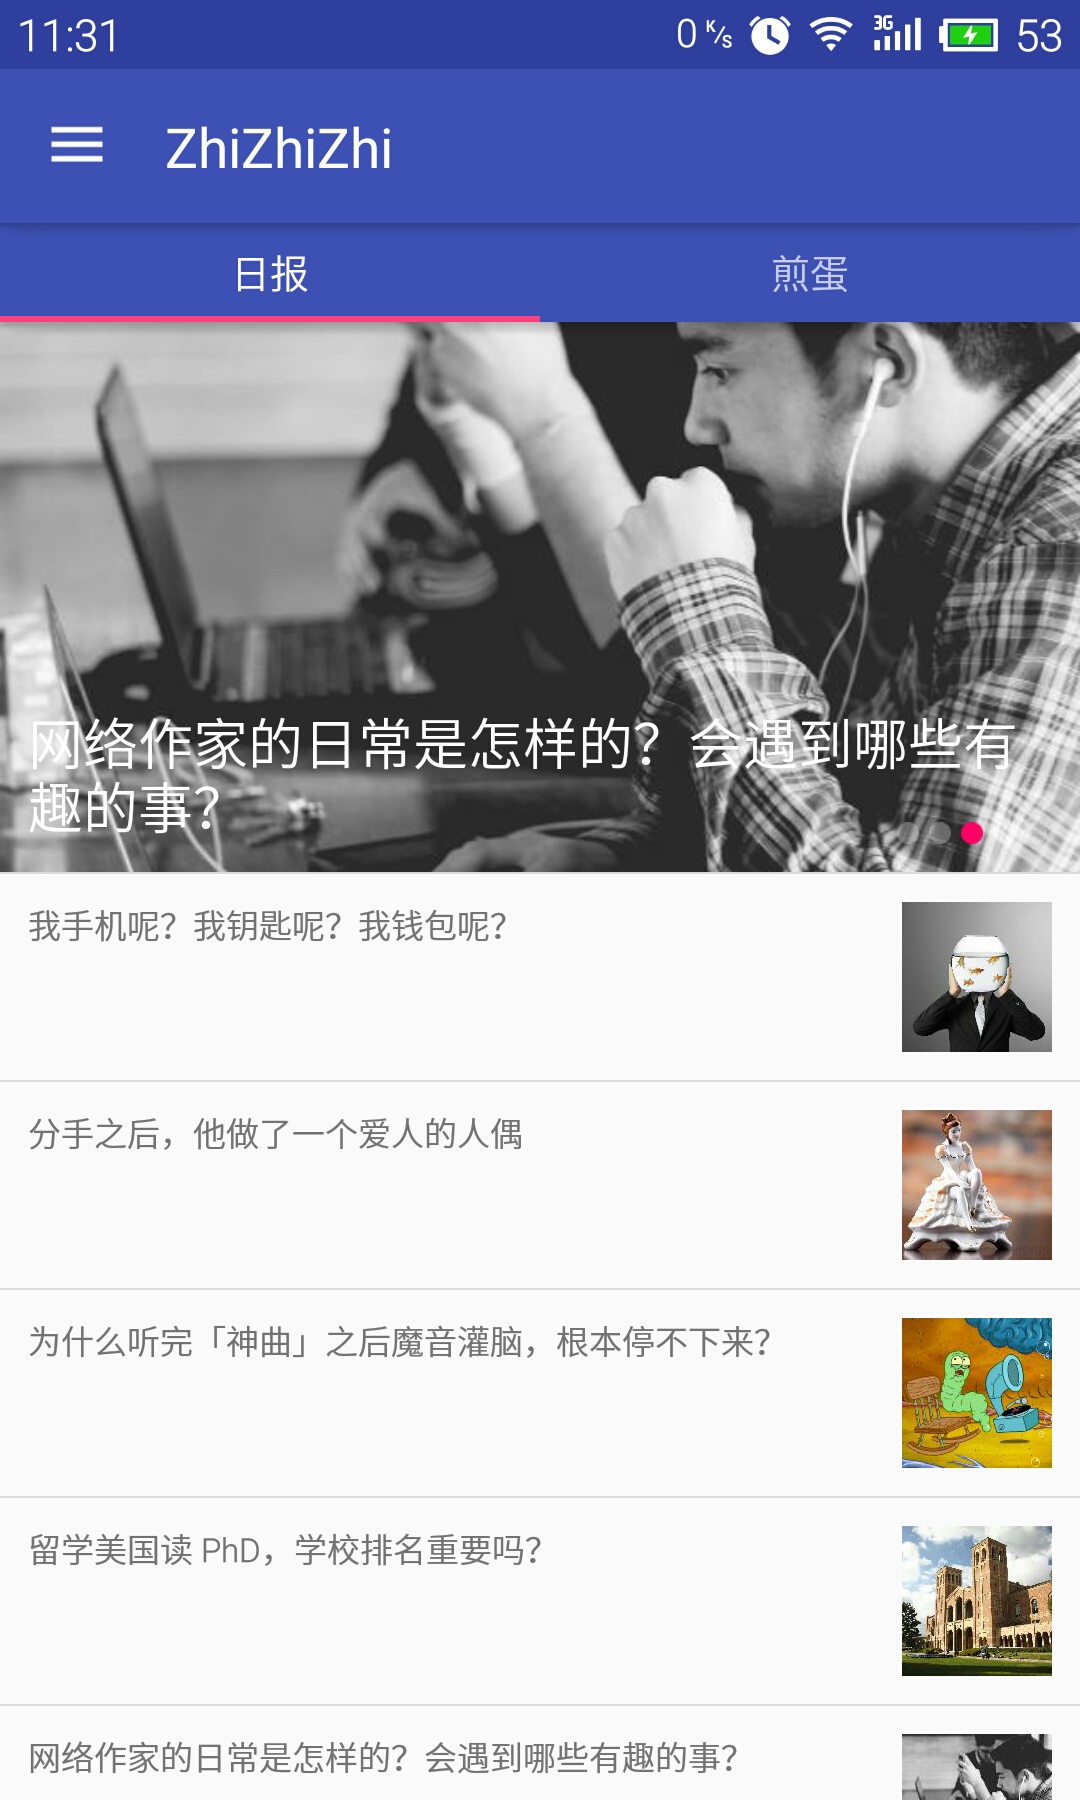 11:31
0 K/s
3G
53
ZhiZhiZhi
日报
煎蛋
网络作家的日常是怎样的？会遇到哪些有
趣的事？
我手机呢？我钥匙呢？我钱包呢？
分手之后，他做了一个爱人的人偶
为什么听完「神曲」之后魔音灌脑，根本停不下来？
留学美国读 PhD，学校排名重要吗？
网络作家的日常是怎样的？会遇到哪些有趣的事？